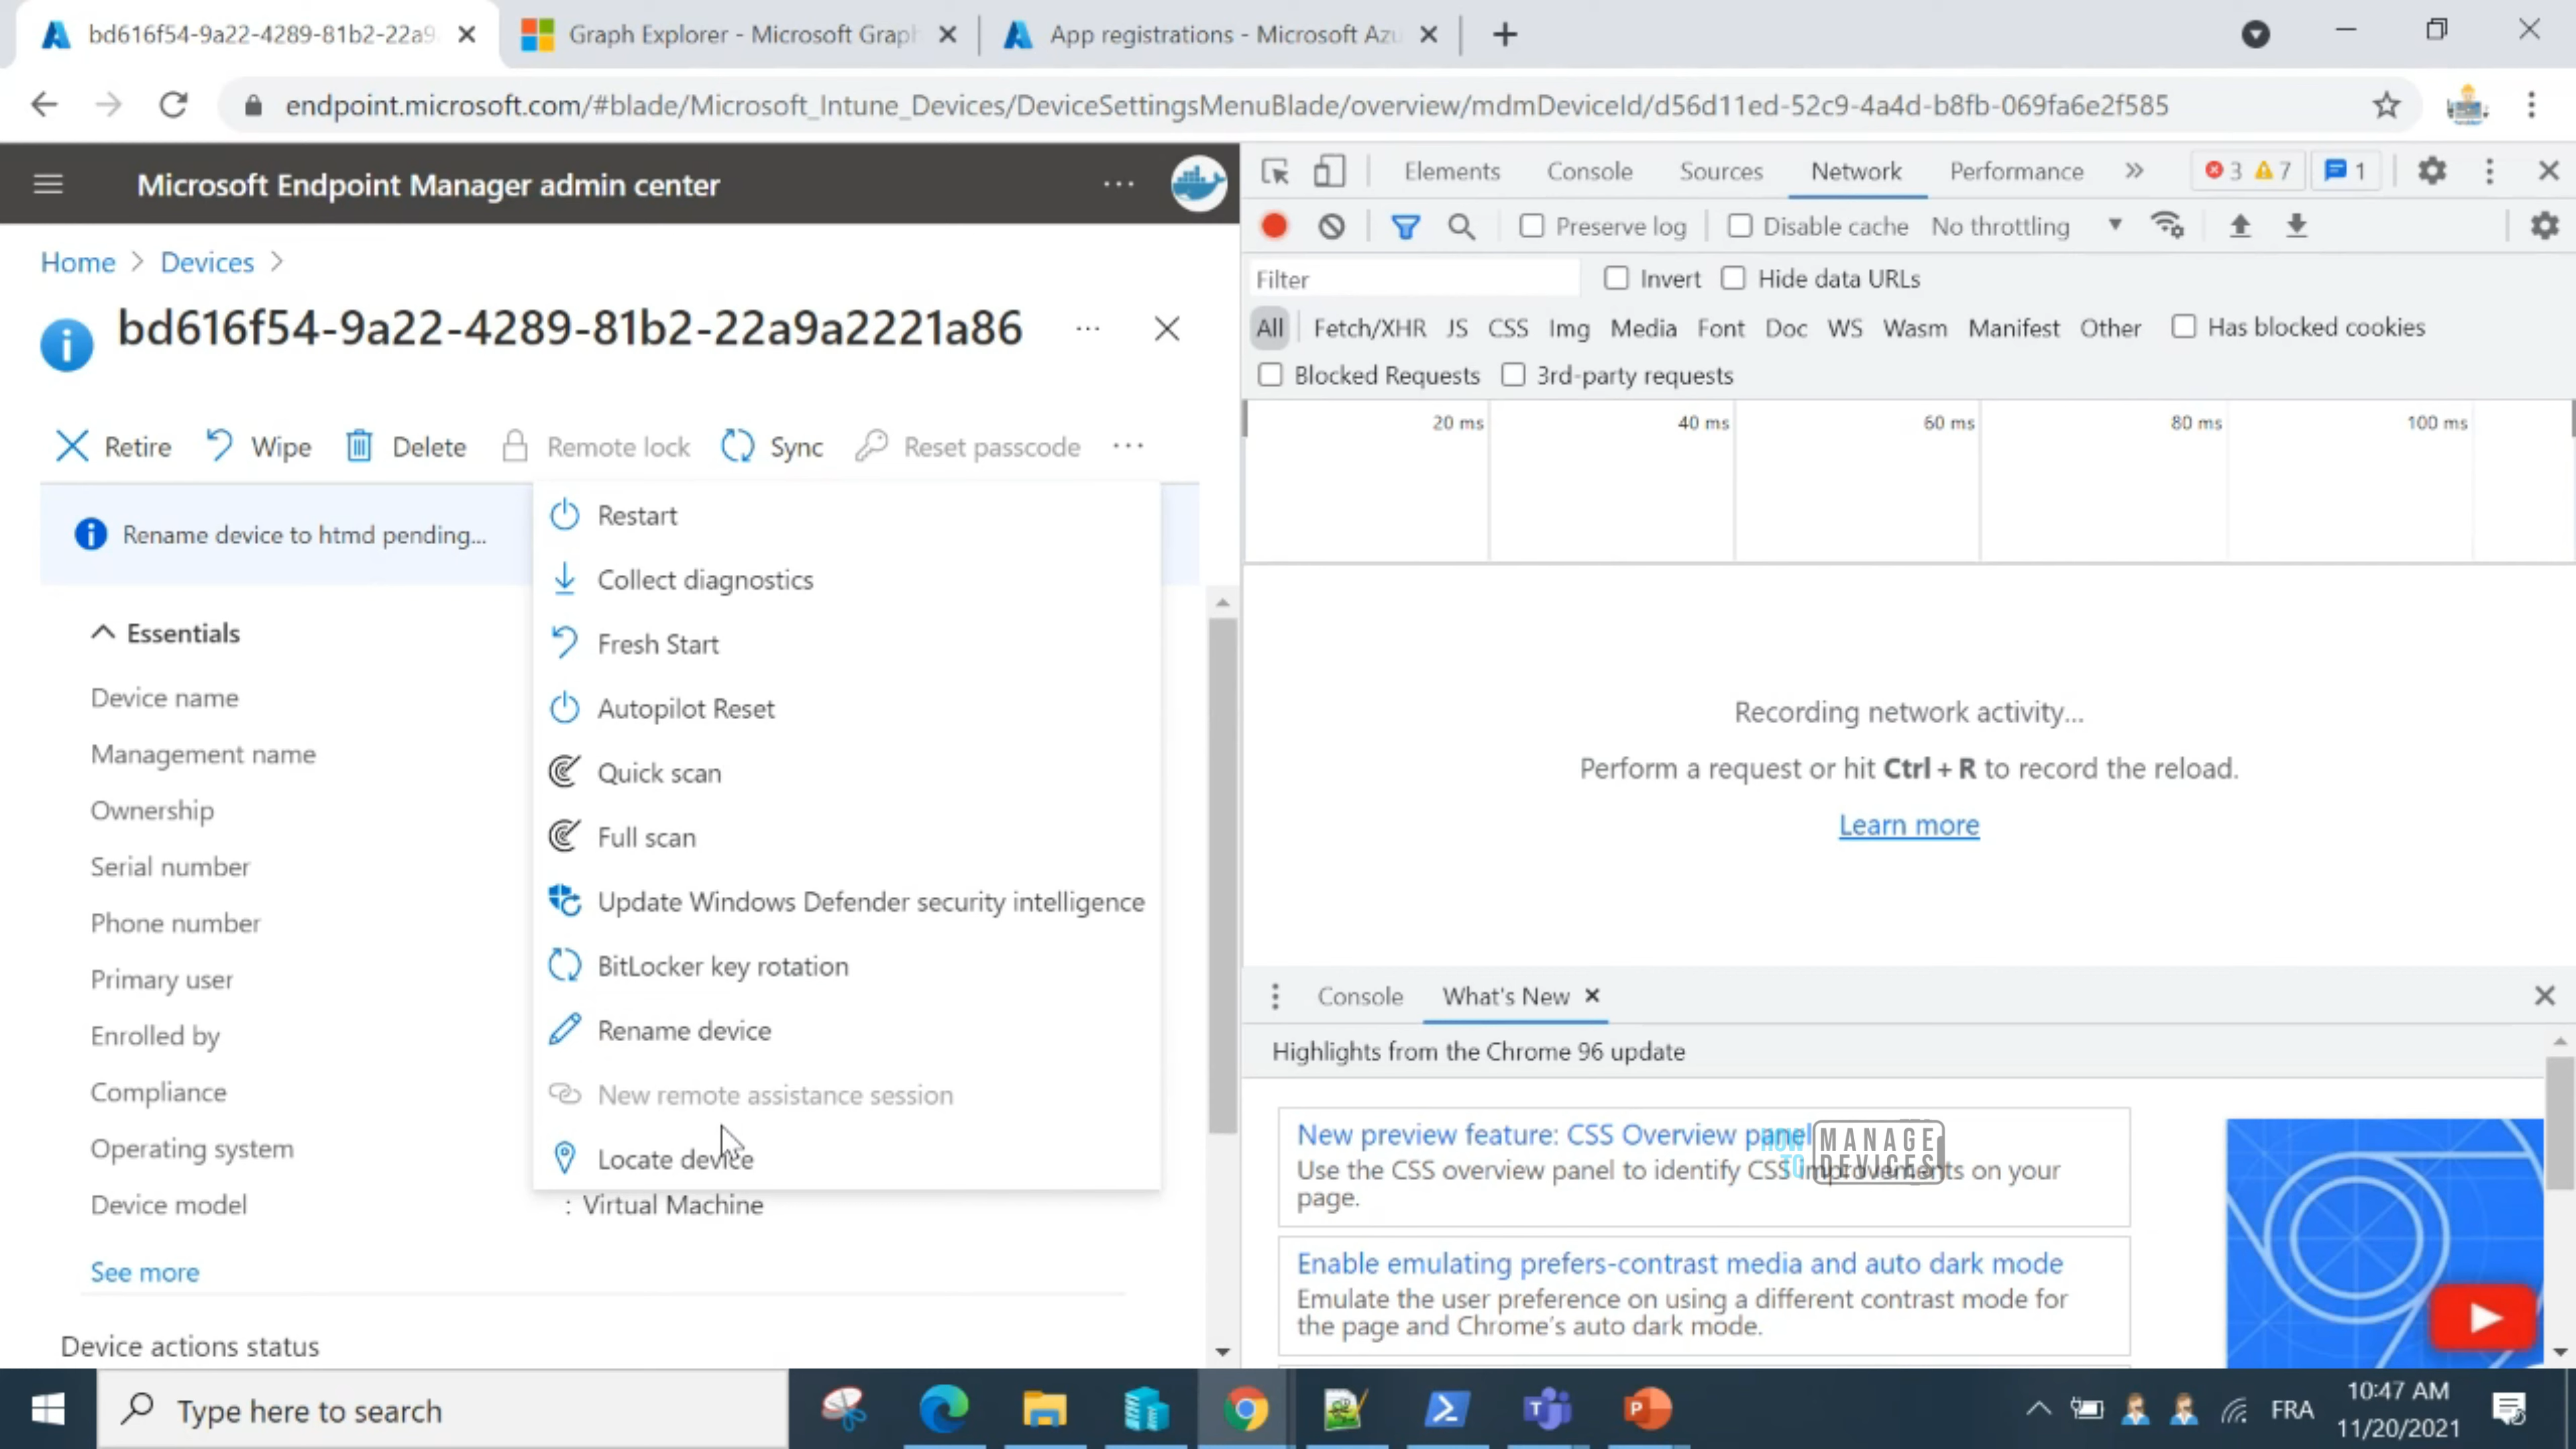 bd616f54-9a22-4289-81b2-22a9
Graph Explorer - Microsoft Graph
App registrations - Microsoft Azu
endpoint.microsoft.com/#blade/Microsoft_Intune_Devices/DeviceSettingsMenuBlade/overview/mdmDeviceId/d56d11ed-52c9-4a4d-b8fb-069fa6e2f585
Microsoft Endpoint Manager admin center
Home > Devices >
bd616f54-9a22-4289-81b2-22a9a2221a86
Retire Wipe Delete Remote lock Sync Reset passcode
Rename device to htmd pending...
Restart
Collect diagnostics
Fresh Start
Autopilot Reset
Quick scan
Full scan
Update Windows Defender security intelligence
BitLocker key rotation
Rename device
New remote assistance session
Locate device
Essentials
Device name
Management name
Ownership
Serial number
Phone number
Primary user
Enrolled by
Compliance
Operating system
Device model : Virtual Machine
See more
Device actions status
Elements Console Sources Network Performance » 3 7 1
Preserve log Disable cache No throttling
Filter Invert Hide data URLs
All Fetch/XHR JS CSS Img Media Font Doc WS Wasm Manifest Other Has blocked cookies
Blocked Requests 3rd-party requests
20 ms 40 ms 60 ms 80 ms 100 ms
Recording network activity...
Perform a request or hit Ctrl + R to record the reload.
Learn more
Console What's New
Highlights from the Chrome 96 update
New preview feature: CSS Overview panel
Use the CSS overview panel to identify CSS improvements on your
page.
HOW TO MANAGE DEVICES
Enable emulating prefers-contrast media and auto dark mode
Emulate the user preference on using a different contrast mode for
the page and Chrome's auto dark mode.
Type here to search
FRA
10:47 AM
11/20/2021